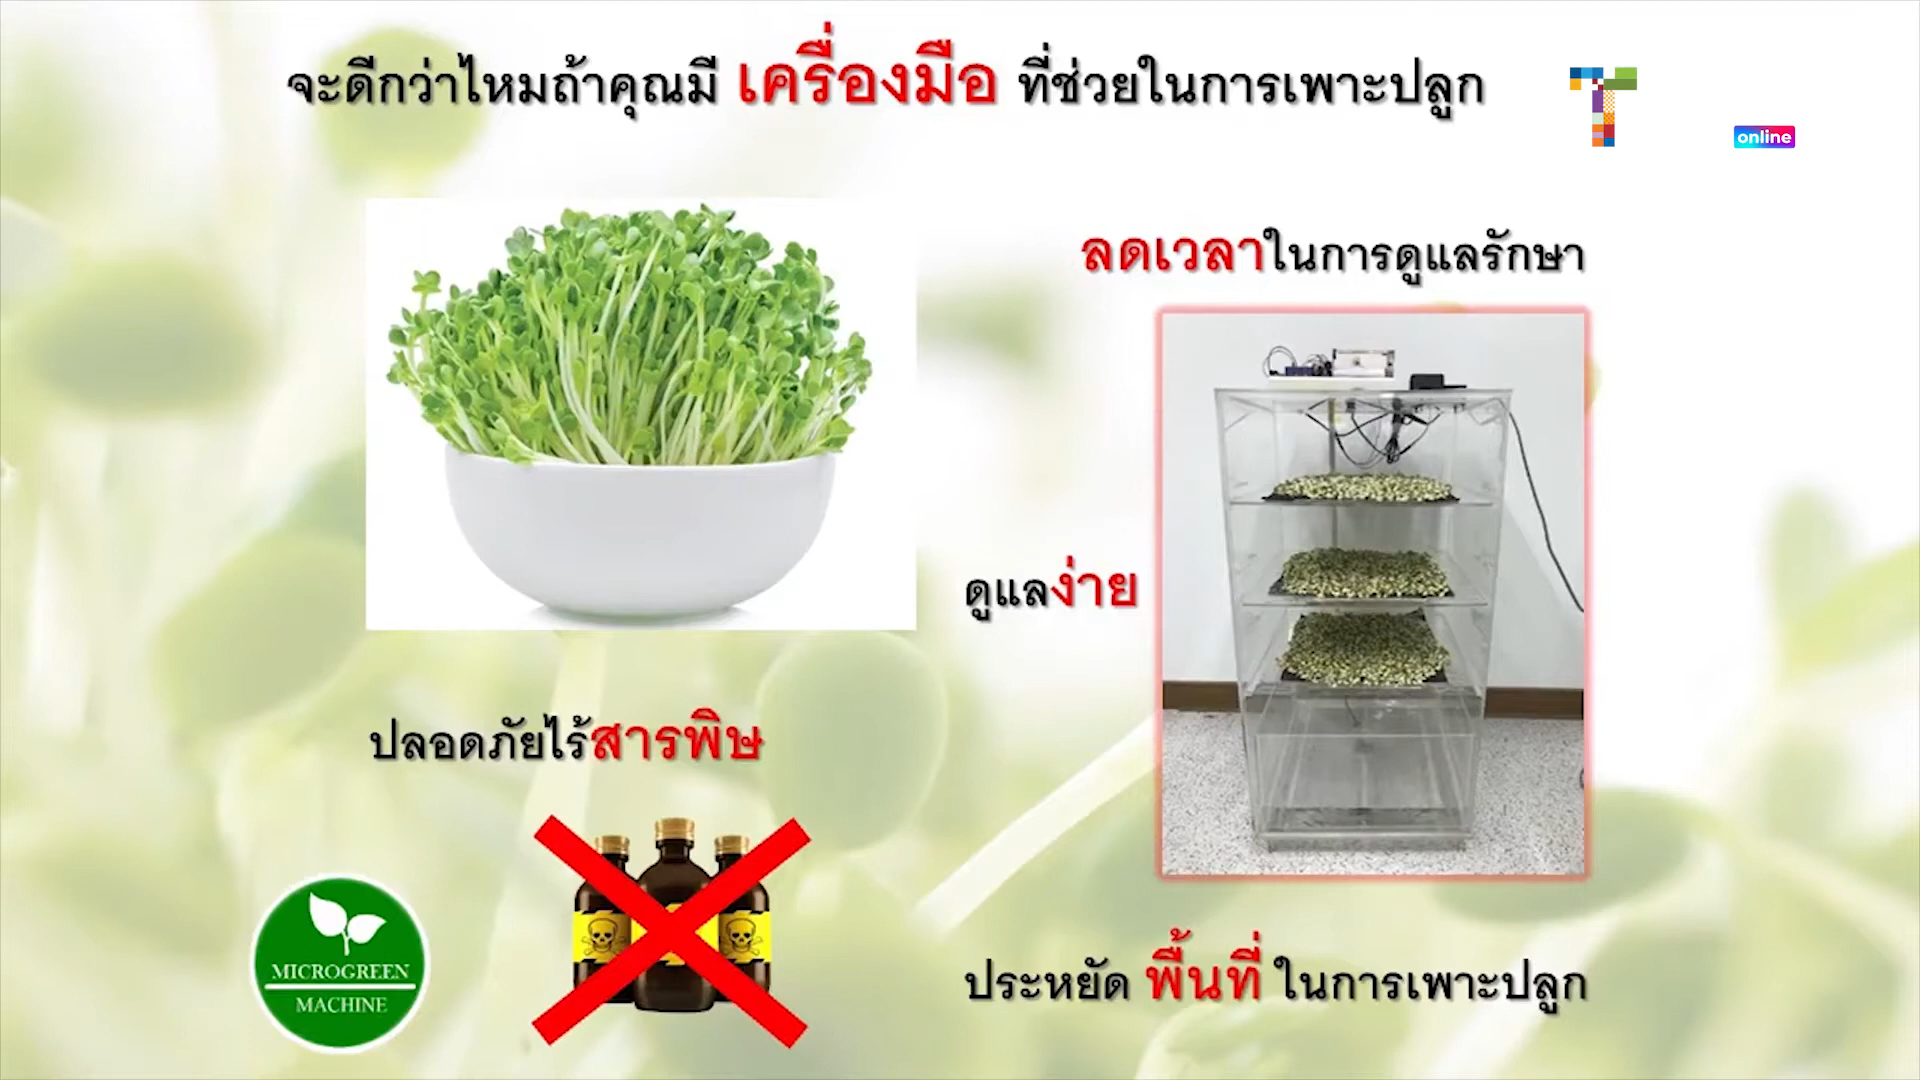 จะดีกว่าไหมถ้าคุณมี เครื่องมือ ที่ช่วยในการเพาะปลูก
online
ลดเวลาในการดูแลรักษา
ดูแลง่าย
ปลอดภัยไร้สารพิษ
MICROGREEN
MACHINE
ประหยัด พื้นที่ ในการเพาะปลูก